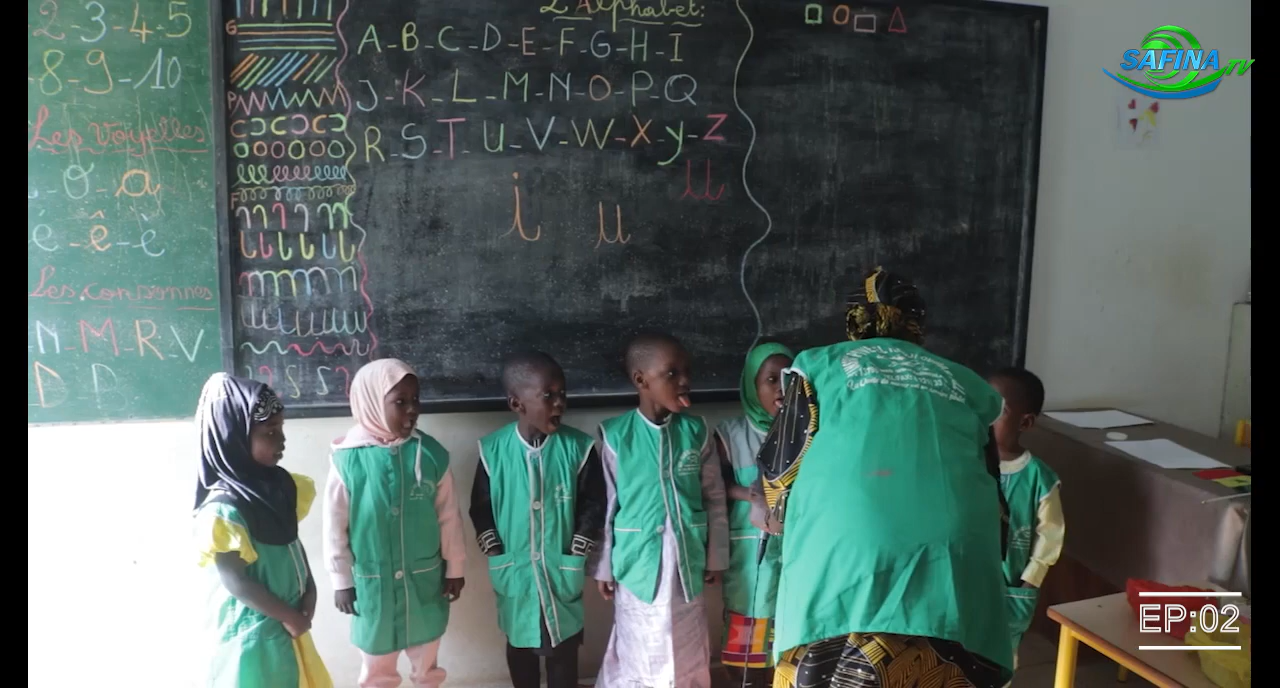 2-3-4-5
-8-9-10
Les Voyelles
o-a
é-ê-è
Les consonnes
N M R V
D D
L'Alphabet:
A-B-C-D-E-F-G-H-I
J-K-L-M-N-O-P-Q
R-S-T-U-V-W-X-y-Z
i u u
SAFINA TV
EP:02